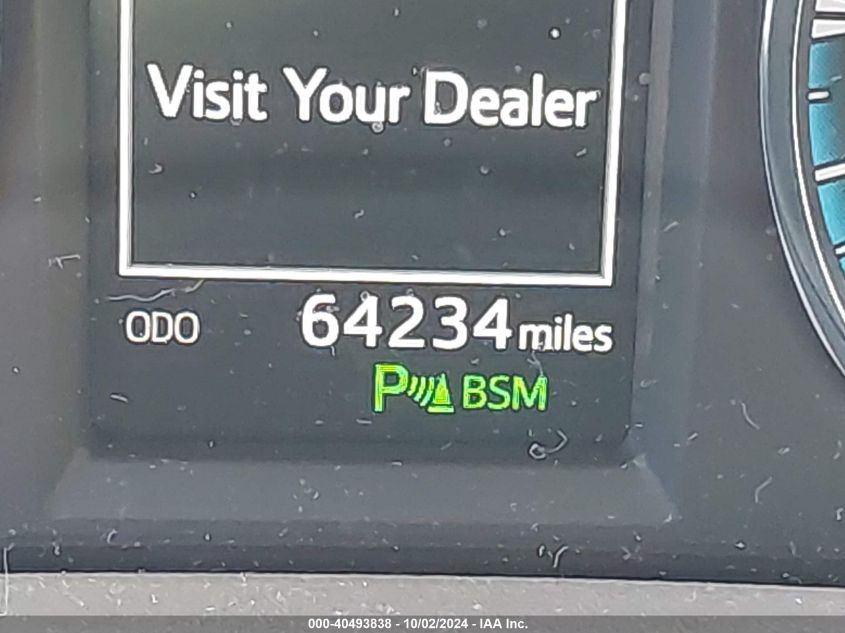 Visit Your Dealer
ODO 64234 miles
P BSM
000-40493838 - 10/02/2024 - IAA Inc.